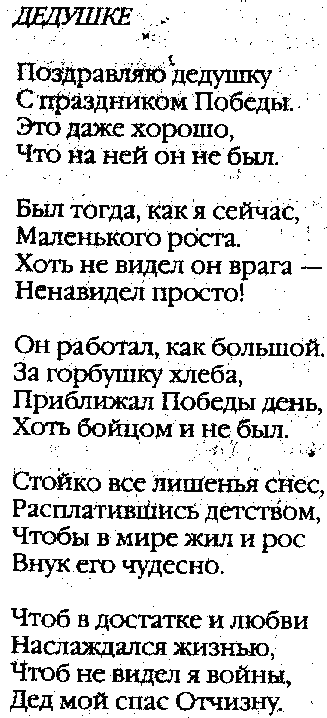 ДЕДУШКЕ
Поздравляю дедушку
С праздником Победы.
Это даже хорошо,
Что на ней он не был.
Был тогда, как я сейчас,
Маленького роста.
Хоть не видел он врага —
Ненавидел просто!
Он работал, как большой.
За горбушку хлеба,
Приближал Победы день,
Хоть бойцом и не был.
Стойко все лишенья снес,
Расплатившись детством,
Чтобы в мире жил и рос
Внук его чудесно.
Чтоб в достатке и любви
Наслаждался жизнью,
Чтоб не видел я войны,
Дед мой спас Отчизну.